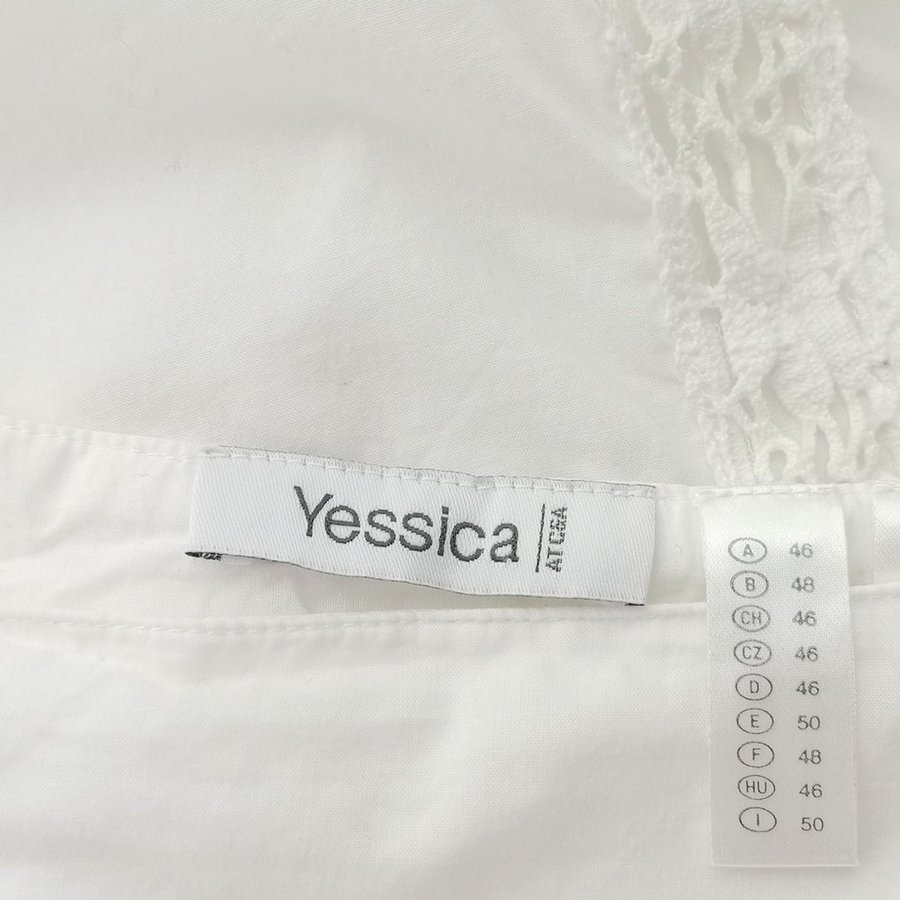 Yessica
AT C&A
A 46
B 48
CH 46
CZ 46
D 46
E 50
F 48
HU 46
I 50